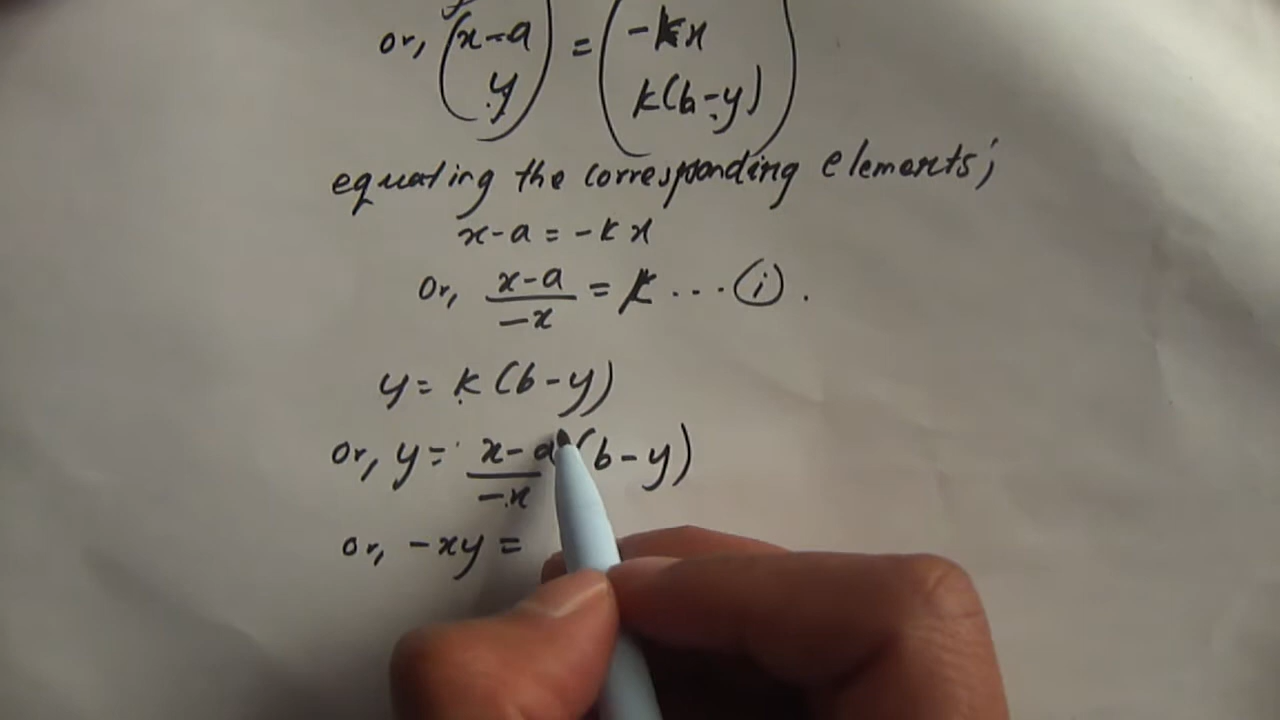 or, (x-a) = (-kx)
(y) (k(b-y))
equating the corresponding elements;
x-a = -kx
or, x-a/-x = k ... (i).
y = k(b-y)
or, y = x-a/-x (b-y)
or, -xy =